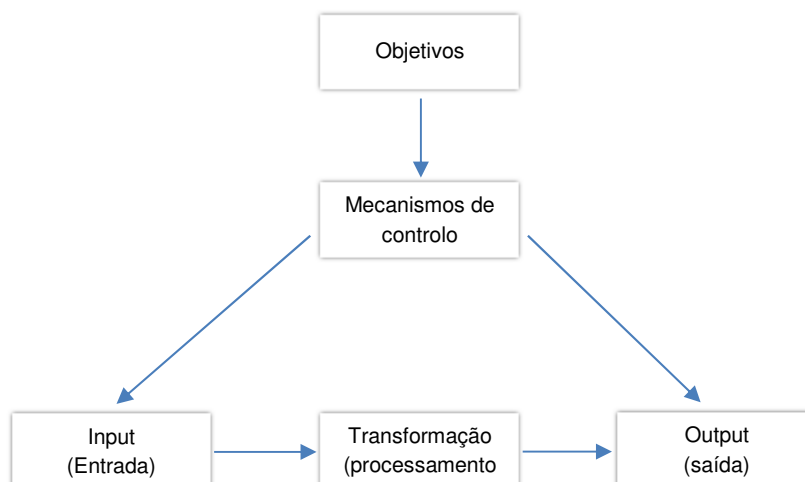 Objetivos
Mecanismos de
controlo
Input
(Entrada)
Transformação
(processamento
Output
(saída)